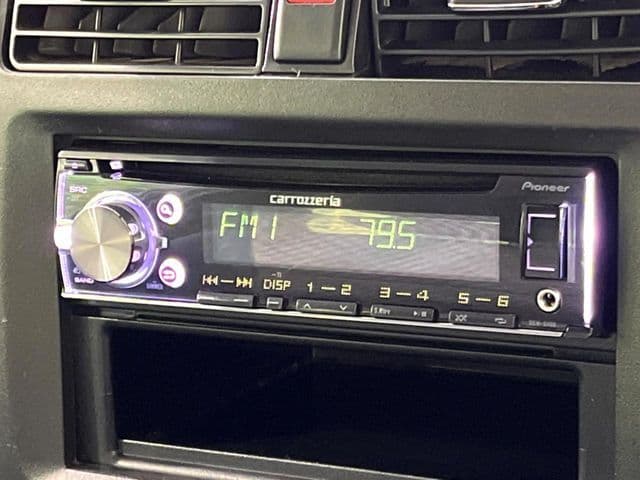 SRC
Pioneer
carrozzeria
FM1 79.5
BAND
DISP 1 — 2 3 — 4 5 — 6